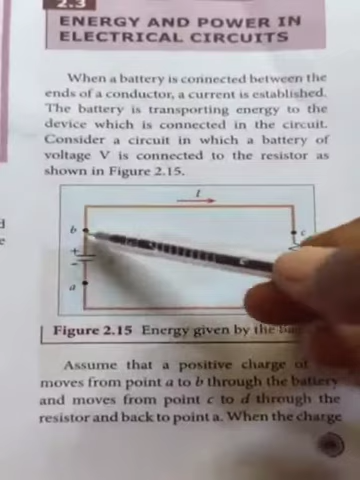 2.3
ENERGY AND POWER IN
ELECTRICAL CIRCUITS
When a battery is connected between the
ends of a conductor, a current is established.
The battery is transporting energy to the
device which is connected in the circuit.
Consider a circuit in which a battery of
voltage V is connected to the resistor as
shown in Figure 2.15.
I
b
c
+
-
a
Figure 2.15 Energy given by the
Assume that a positive charge of
moves from point a to b through the battery
and moves from point c to d through the
resistor and back to point a. When the charge